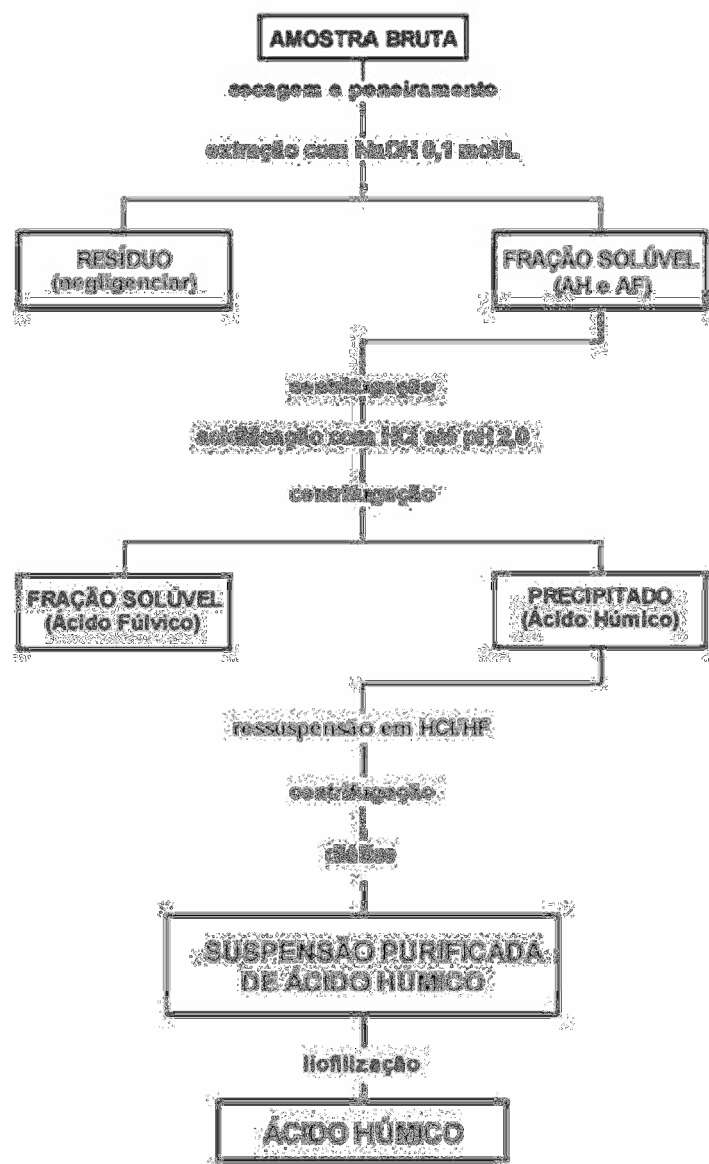 AMOSTRA BRUTA
secagem e peneiramento
extração com NaOH 0,1 mol/L
RESÍDUO
(negligenciar)
FRAÇÃO SOLÚVEL
(AH e AF)
centrifugação
acidificação com HCl até pH 2,0
centrifugação
FRAÇÃO SOLÚVEL
(Ácido Fúlvico)
PRECIPITADO
(Ácido Húmico)
ressuspensão em HCl/HF
centrifugação
diálise
SUSPENSÃO PURIFICADA
DE ÁCIDO HÚMICO
liofilização
ÁCIDO HÚMICO